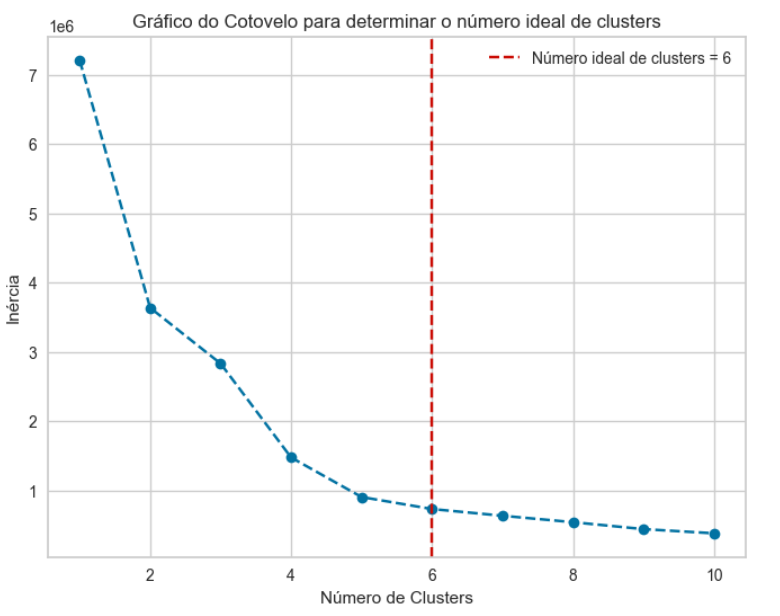 Gráfico do Cotovelo para determinar o número ideal de clusters
1e6
Número ideal de clusters = 6
7
6
5
4
3
2
1
Inércia
2 4 6 8 10
Número de Clusters